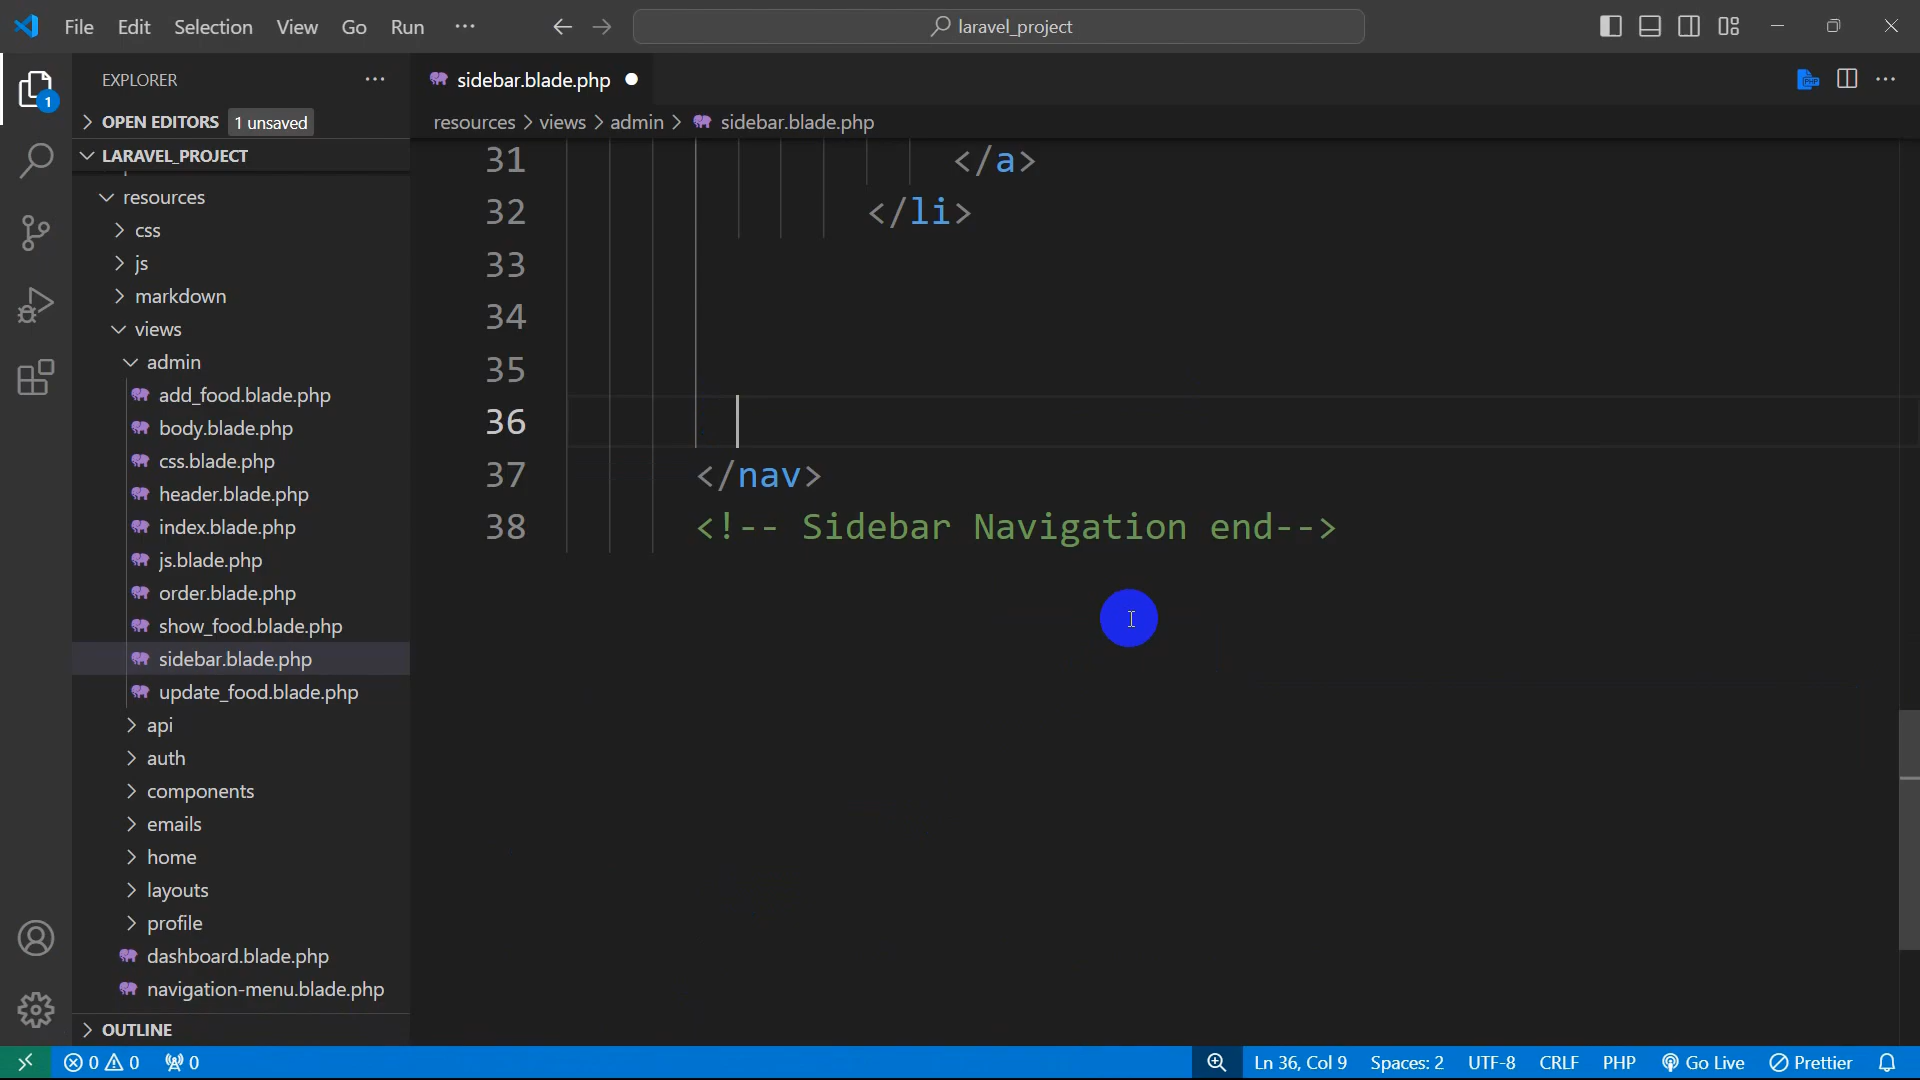 File Edit Selection View Go Run ··· laravel_project
EXPLORER ···
OPEN EDITORS 1 unsaved
LARAVEL_PROJECT
resources
css
js
markdown
views
admin
add_food.blade.php
body.blade.php
css.blade.php
header.blade.php
index.blade.php
js.blade.php
order.blade.php
show_food.blade.php
sidebar.blade.php
update_food.blade.php
api
auth
components
emails
home
layouts
profile
dashboard.blade.php
navigation-menu.blade.php
OUTLINE
1
sidebar.blade.php
resources > views > admin > sidebar.blade.php
31 </a>
32 </li>
33
34
35
36
37 </nav>
38 <!-- Sidebar Navigation end-->
0 0 0 Ln 36, Col 9 Spaces: 2 UTF-8 CRLF PHP Go Live Prettier